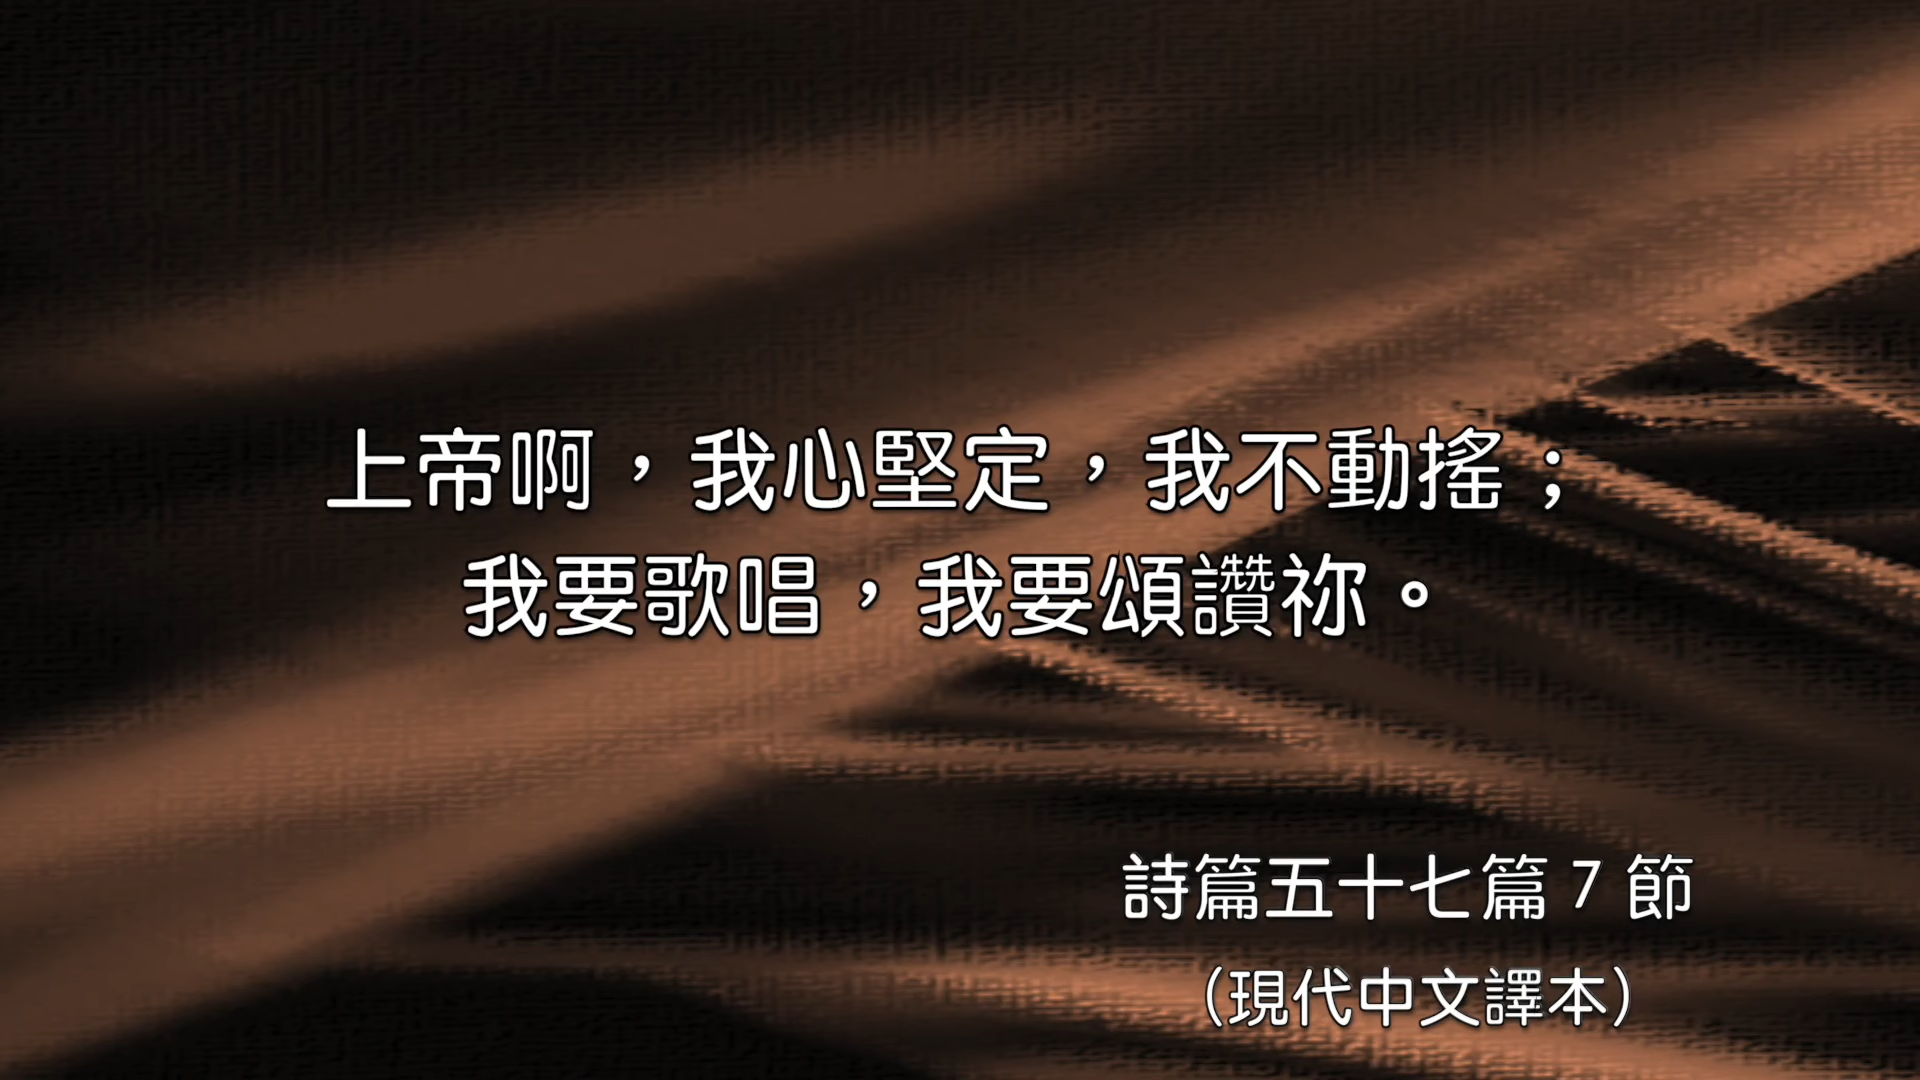 上帝啊，我心堅定，我不動搖；
我要歌唱，我要頌讚祢。
詩篇五十七篇 7 節
（現代中文譯本）